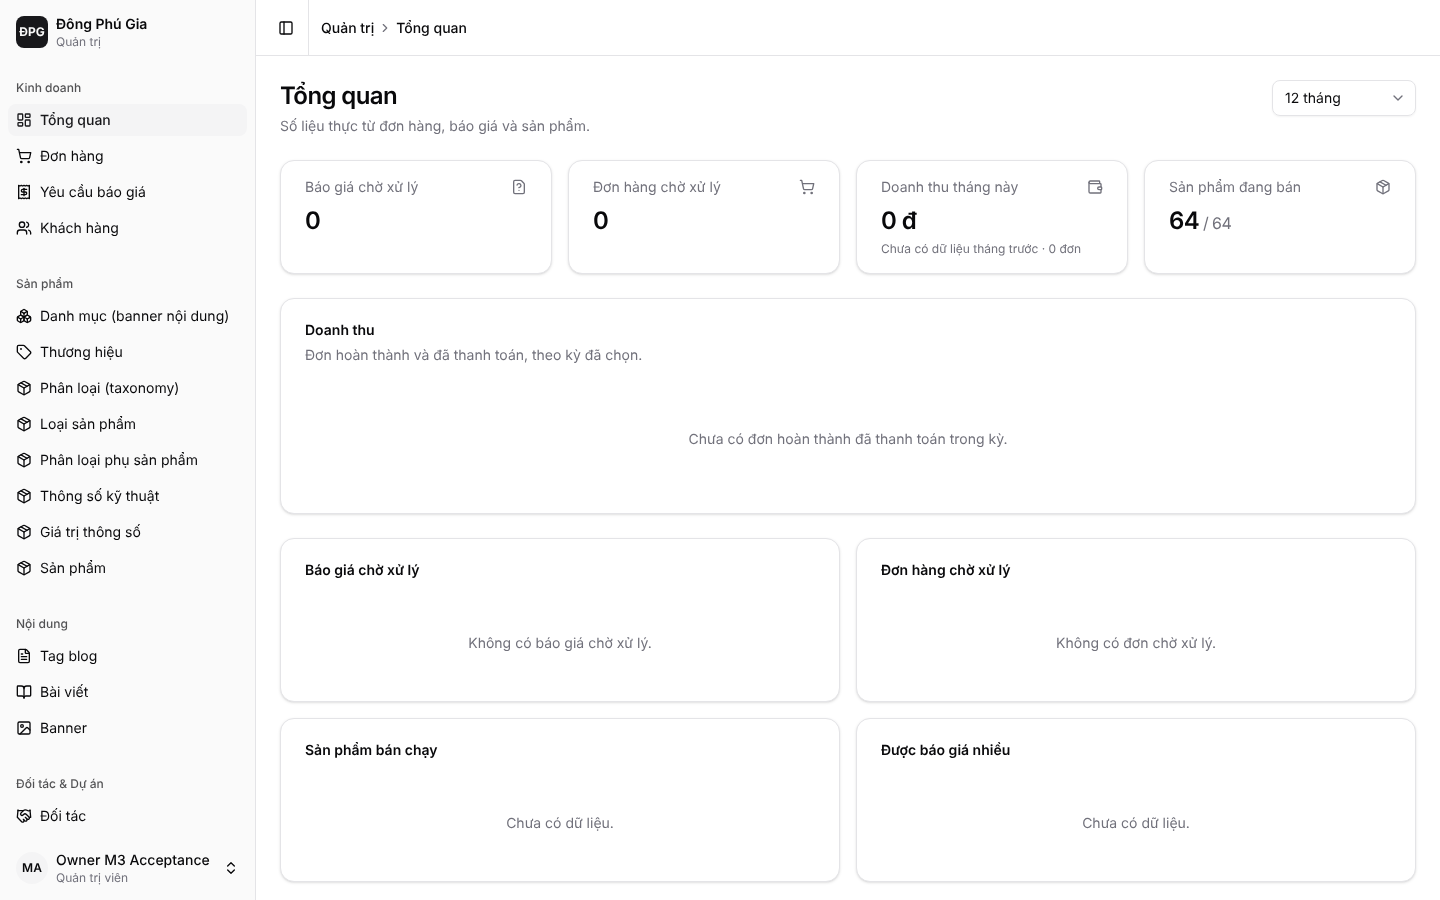 ĐPG
Đông Phú Gia
Quản trị
Kinh doanh
Tổng quan
Đơn hàng
Yêu cầu báo giá
Khách hàng
Sản phẩm
Danh mục (banner nội dung)
Thương hiệu
Phân loại (taxonomy)
Loại sản phẩm
Phân loại phụ sản phẩm
Thông số kỹ thuật
Giá trị thông số
Sản phẩm
Nội dung
Tag blog
Bài viết
Banner
Đối tác & Dự án
Đối tác
MA
Owner M3 Acceptance
Quản trị viên
Quản trị > Tổng quan
Tổng quan
Số liệu thực từ đơn hàng, báo giá và sản phẩm.
12 tháng
Báo giá chờ xử lý
0
Đơn hàng chờ xử lý
0
Doanh thu tháng này
0 đ
Chưa có dữ liệu tháng trước · 0 đơn
Sản phẩm đang bán
64 / 64
Doanh thu
Đơn hoàn thành và đã thanh toán, theo kỳ đã chọn.
Chưa có đơn hoàn thành đã thanh toán trong kỳ.
Báo giá chờ xử lý
Không có báo giá chờ xử lý.
Đơn hàng chờ xử lý
Không có đơn chờ xử lý.
Sản phẩm bán chạy
Chưa có dữ liệu.
Được báo giá nhiều
Chưa có dữ liệu.